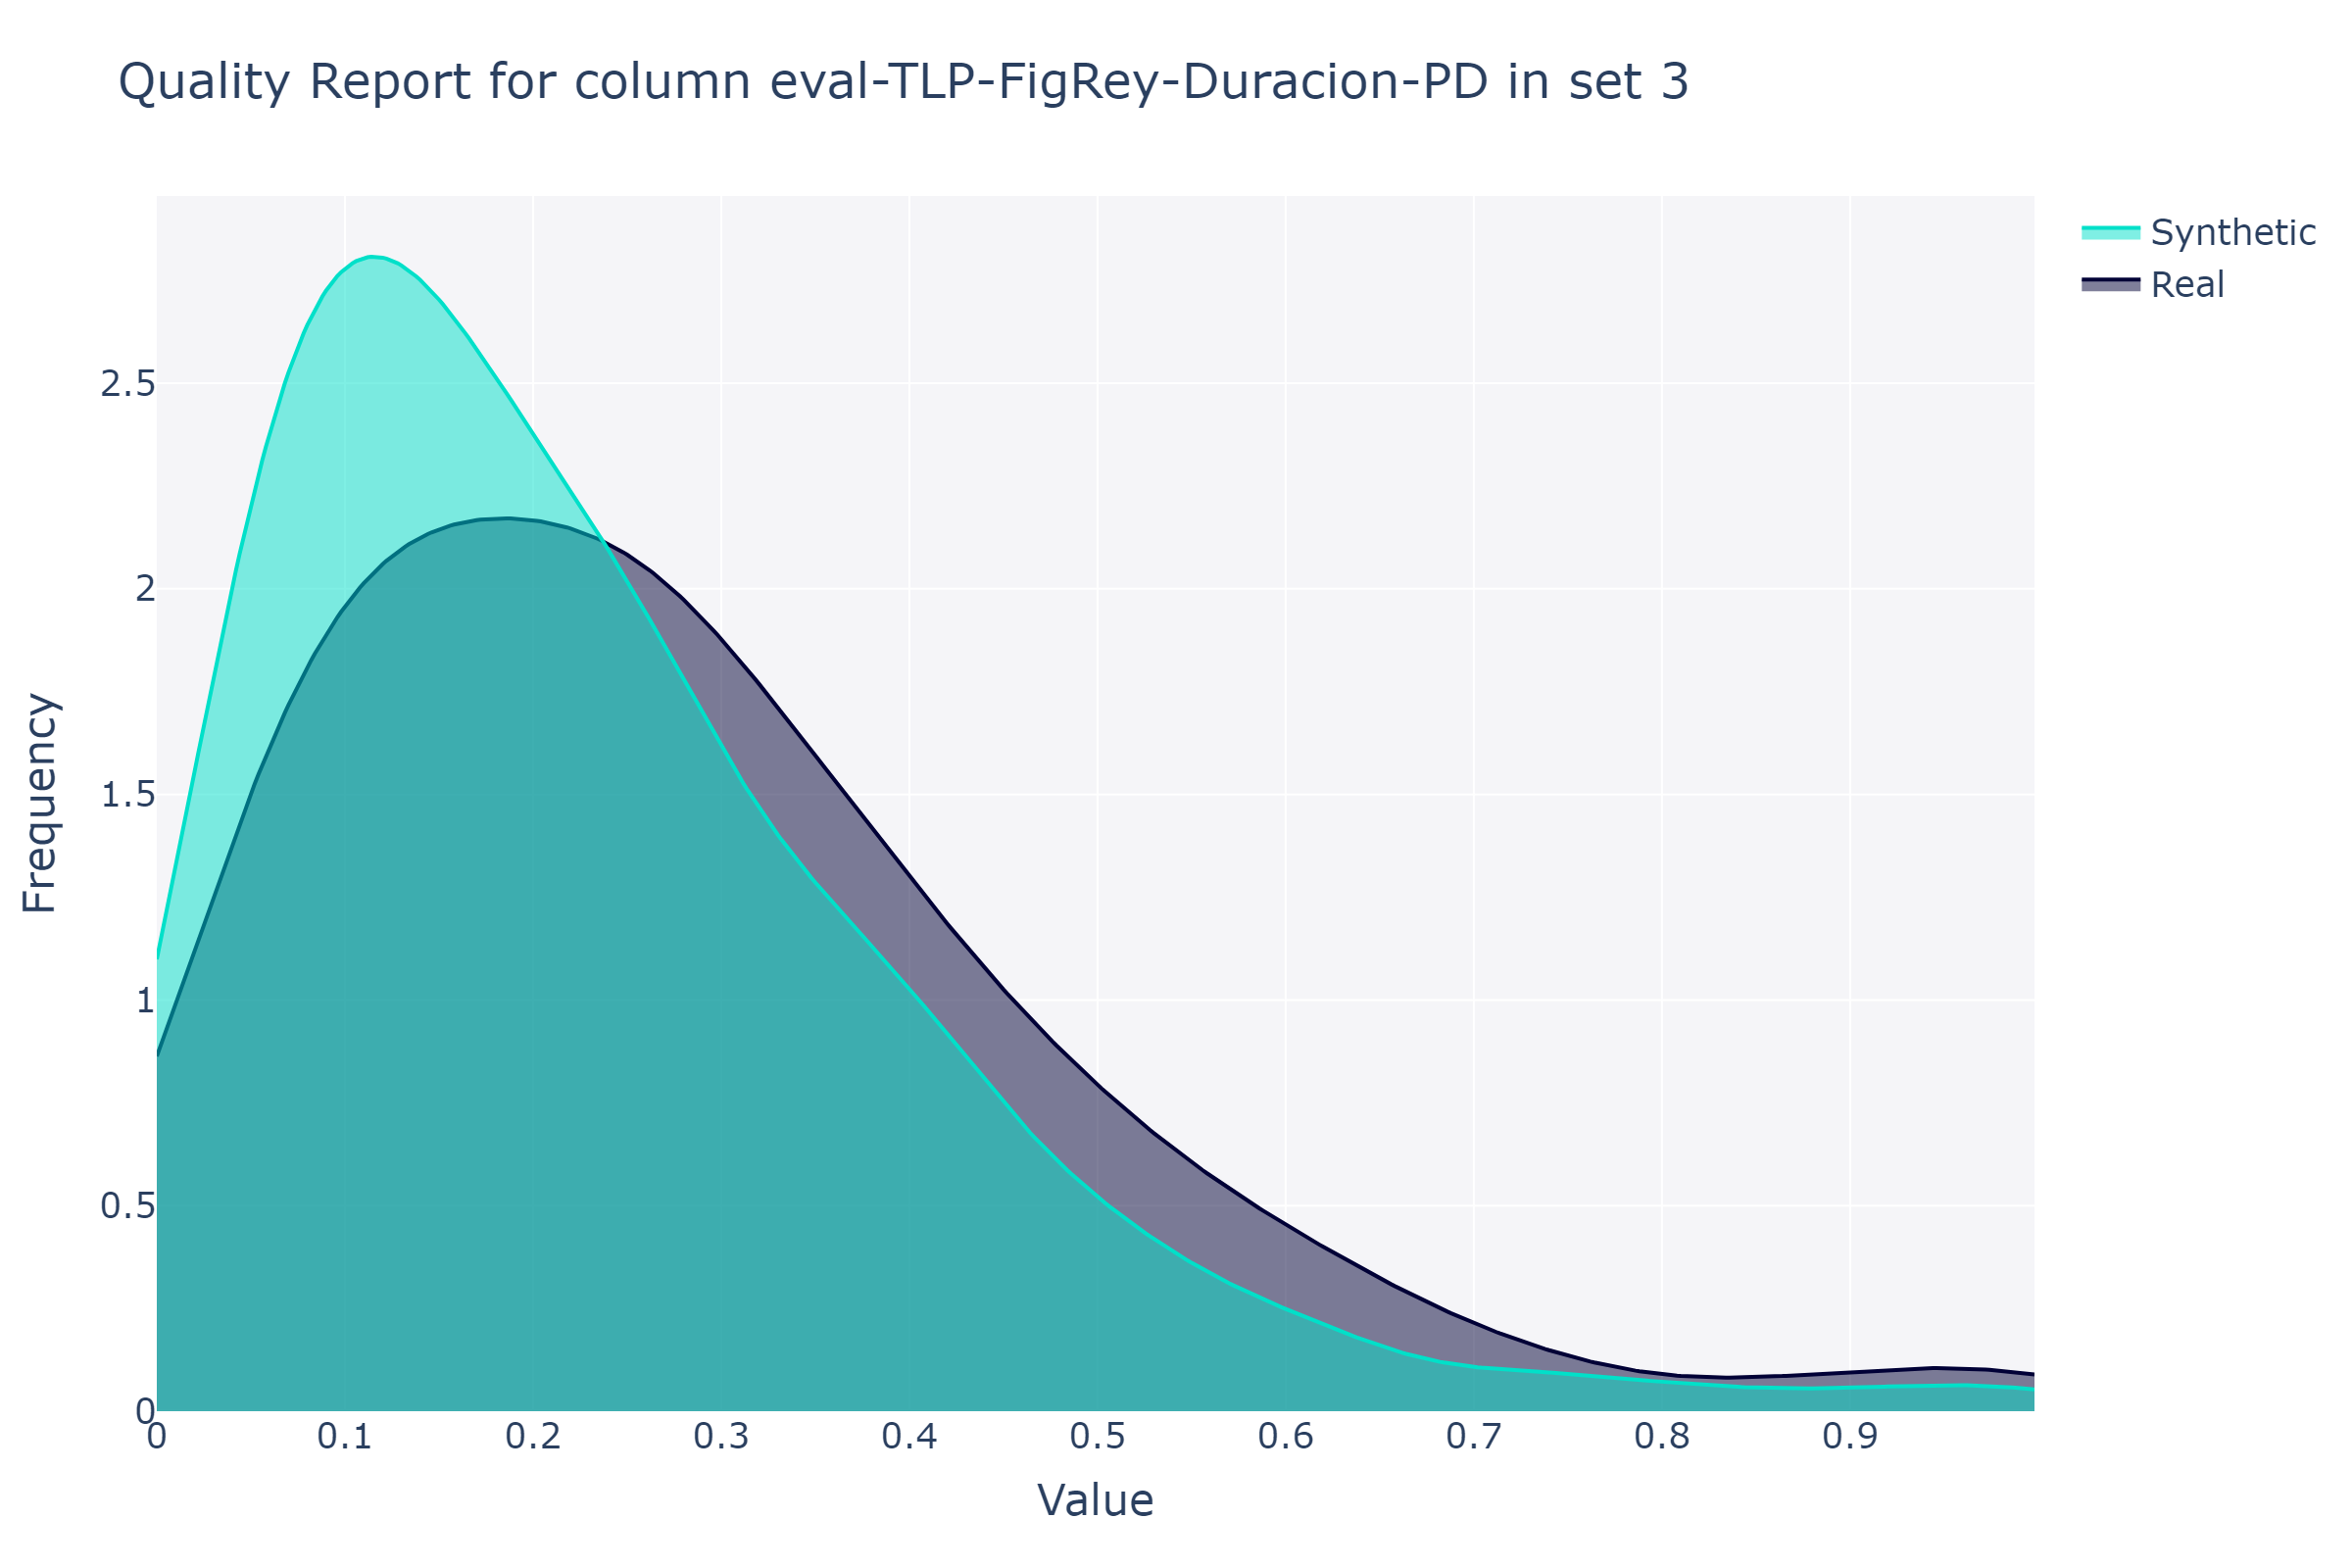 Quality Report for column eval-TLP-FigRey-Duracion-PD in set 3
Synthetic
Real
Frequency
2.5
2
1.5
1
0.5
0
0 0.1 0.2 0.3 0.4 0.5 0.6 0.7 0.8 0.9
Value